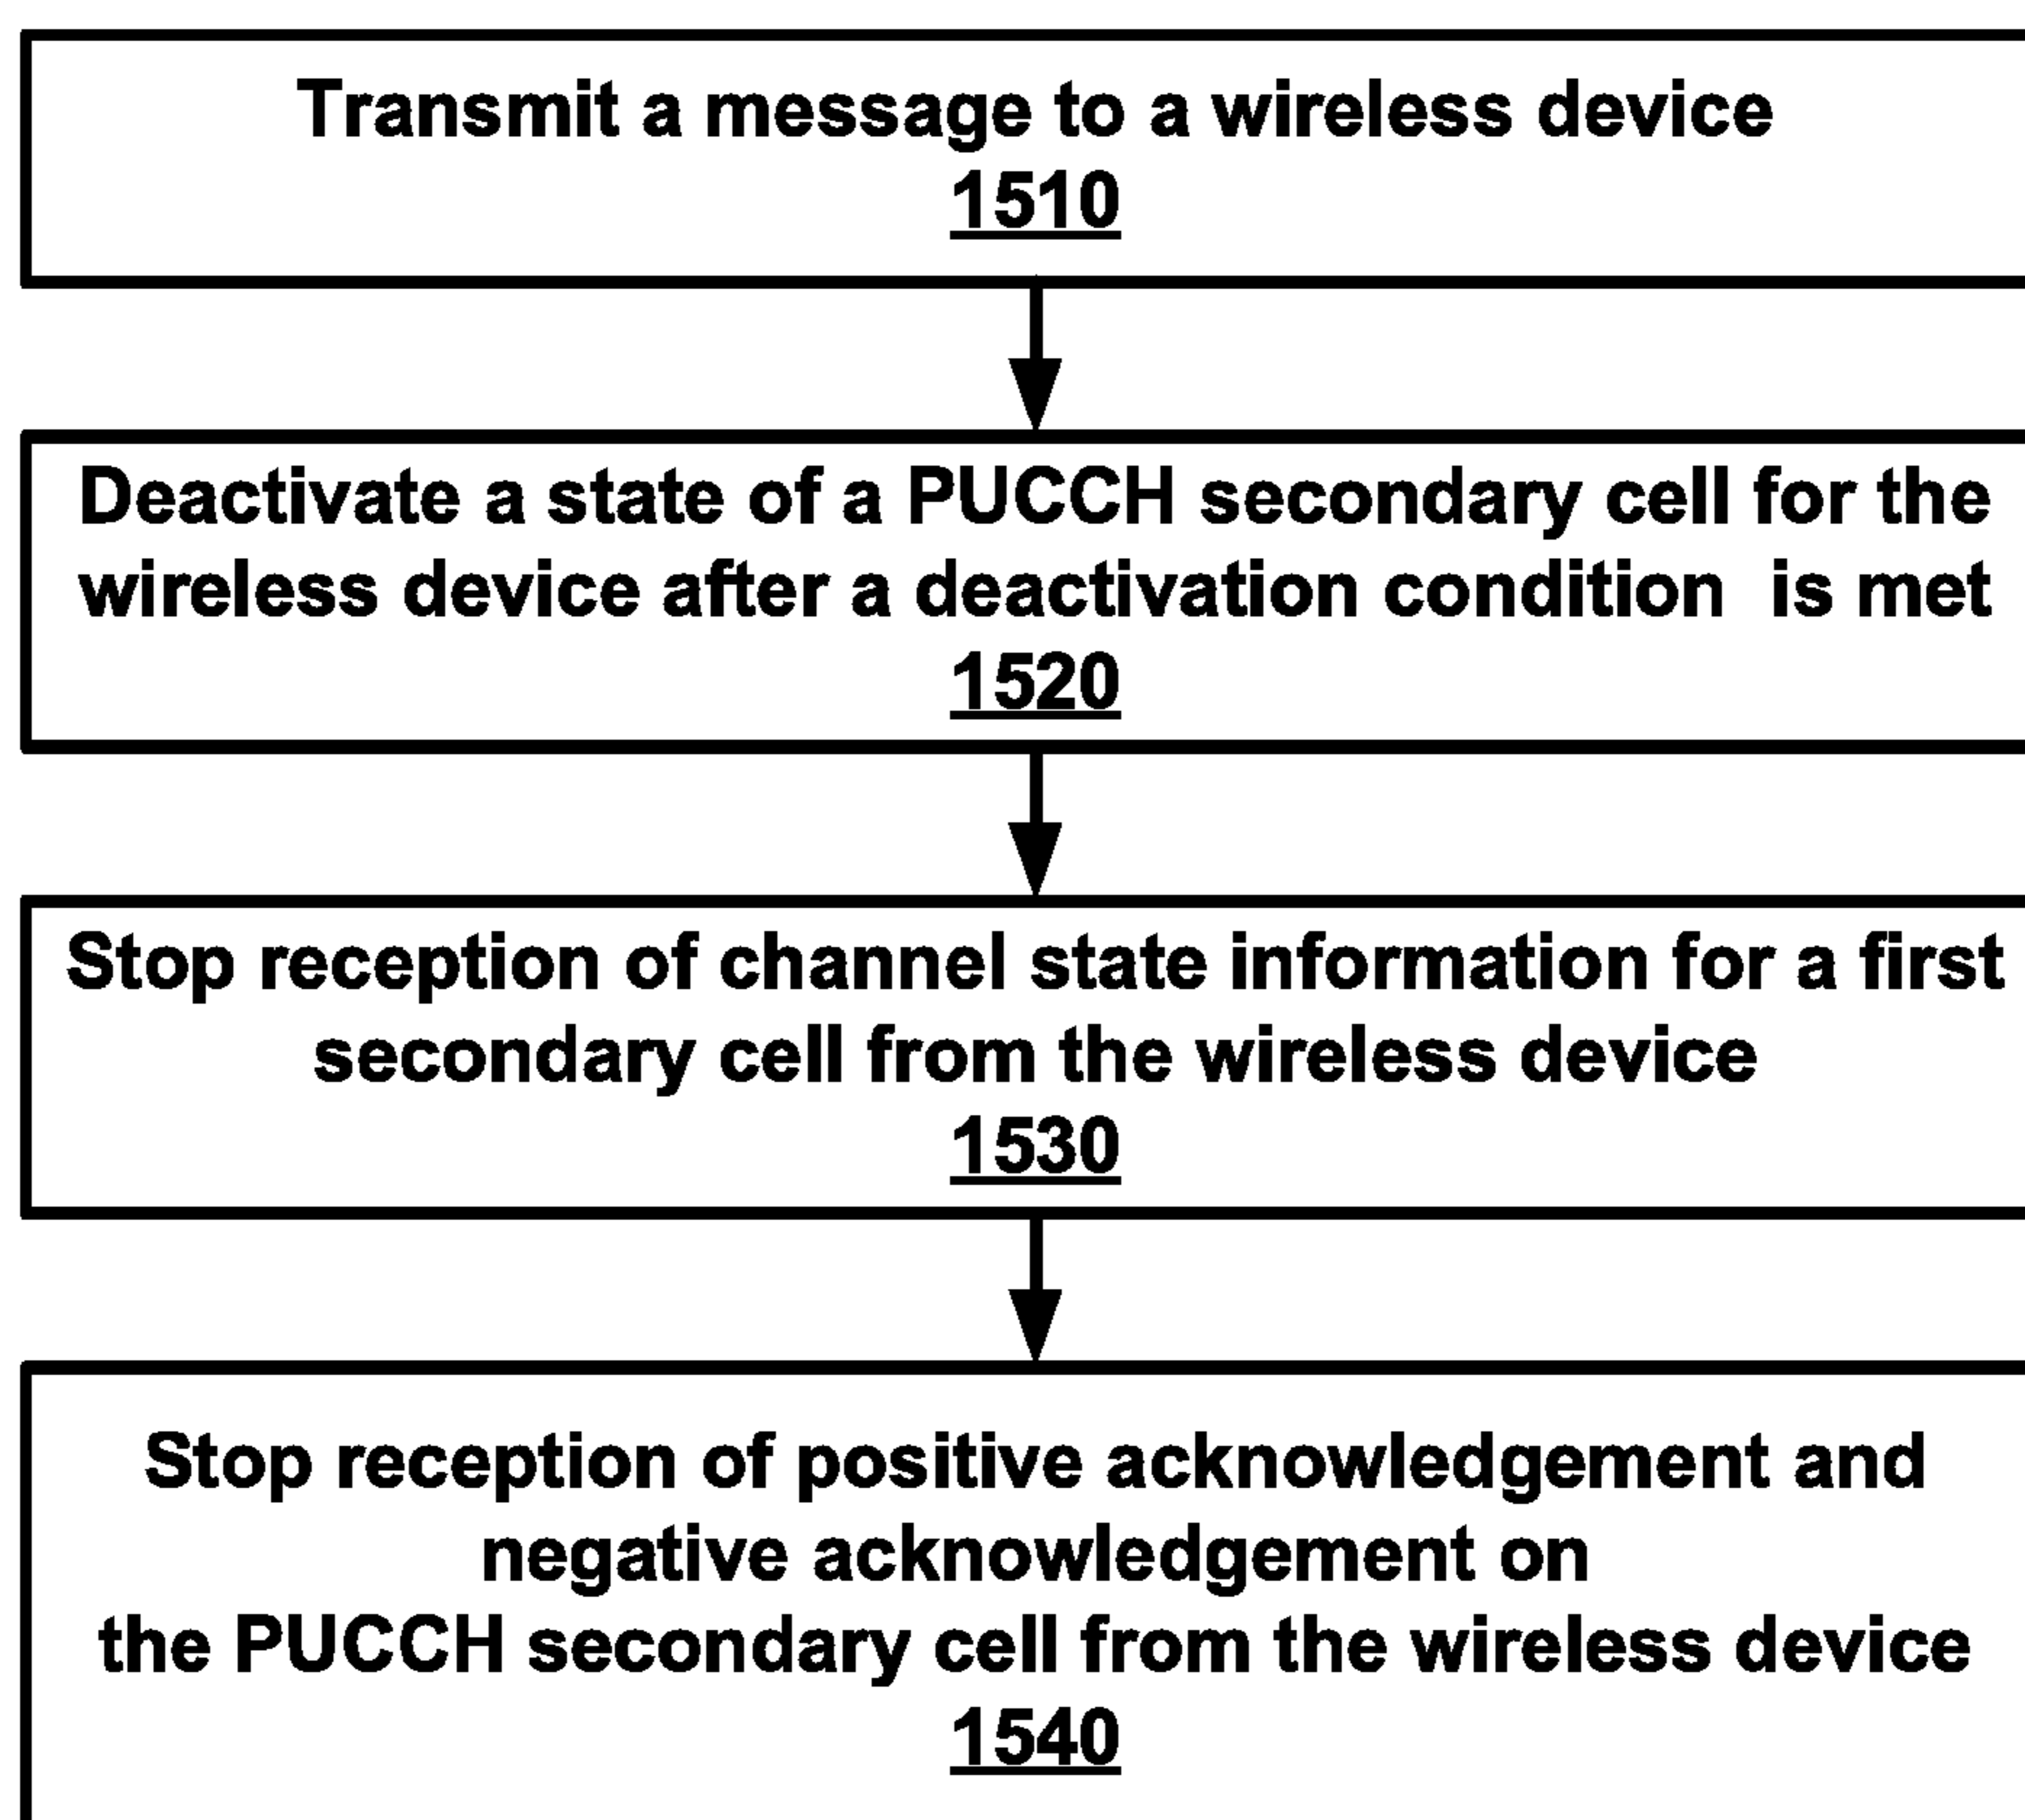 Transmit a message to a wireless device
1510
Deactivate a state of a PUCCH secondary cell for the
wireless device after a deactivation condition  is met
1520
Stop reception of channel state information for a first
secondary cell from the wireless device
1530
Stop reception of positive acknowledgement and
negative acknowledgement on
the PUCCH secondary cell from the wireless device
1540